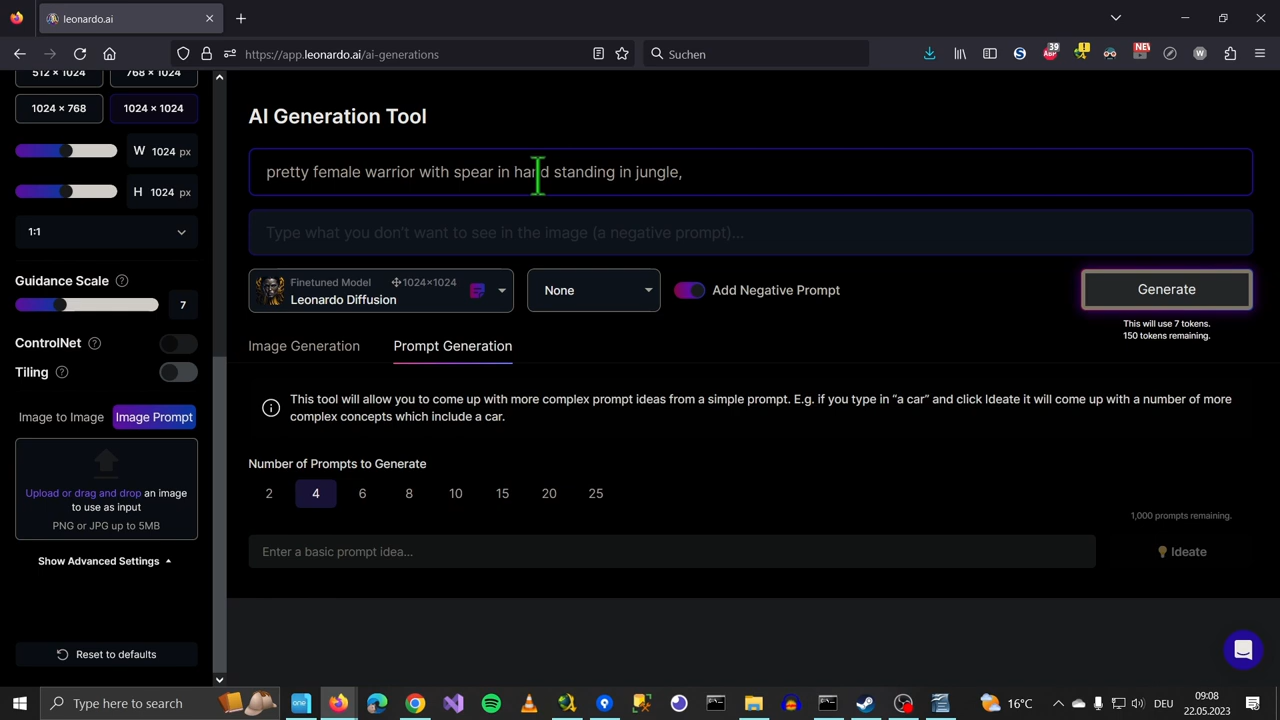 leonardo.ai
https://app.leonardo.ai/ai-generations
Suchen
39
NEW
512 × 1024
768 × 1024
1024 × 768
1024 × 1024
W 1024 px
H 1024 px
1:1
Guidance Scale
7
ControlNet
Tiling
Image to Image
Image Prompt
Upload or drag and drop an image
to use as input
PNG or JPG up to 5MB
Show Advanced Settings
Reset to defaults
AI Generation Tool
pretty female warrior with spear in hand standing in jungle,
Type what you don't want to see in the image (a negative prompt)...
Finetuned Model
1024×1024
Leonardo Diffusion
None
Add Negative Prompt
Generate
This will use 7 tokens.
150 tokens remaining.
Image Generation
Prompt Generation
This tool will allow you to come up with more complex prompt ideas from a simple prompt. E.g. if you type in "a car" and click Ideate it will come up with a number of more
complex concepts which include a car.
Number of Prompts to Generate
2 4 6 8 10 15 20 25
1,000 prompts remaining.
Enter a basic prompt idea...
Ideate
Type here to search
one
16°C
DEU
09:08
22.05.2023